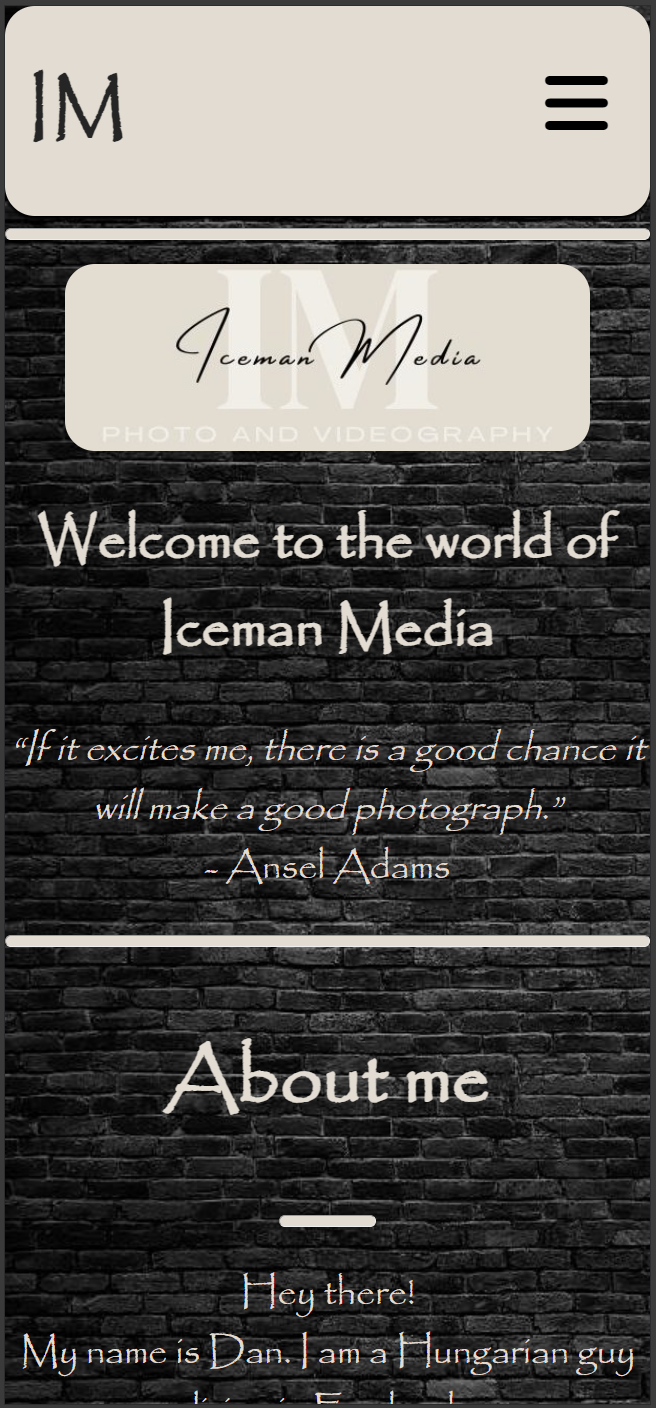 IM
IM
Iceman Media
PHOTO AND VIDEOGRAPHY
Welcome to the world of
Iceman Media
“If it excites me, there is a good chance it
will make a good photograph.”
~ Ansel Adams
About me
Hey there!
My name is Dan. I am a Hungarian guy